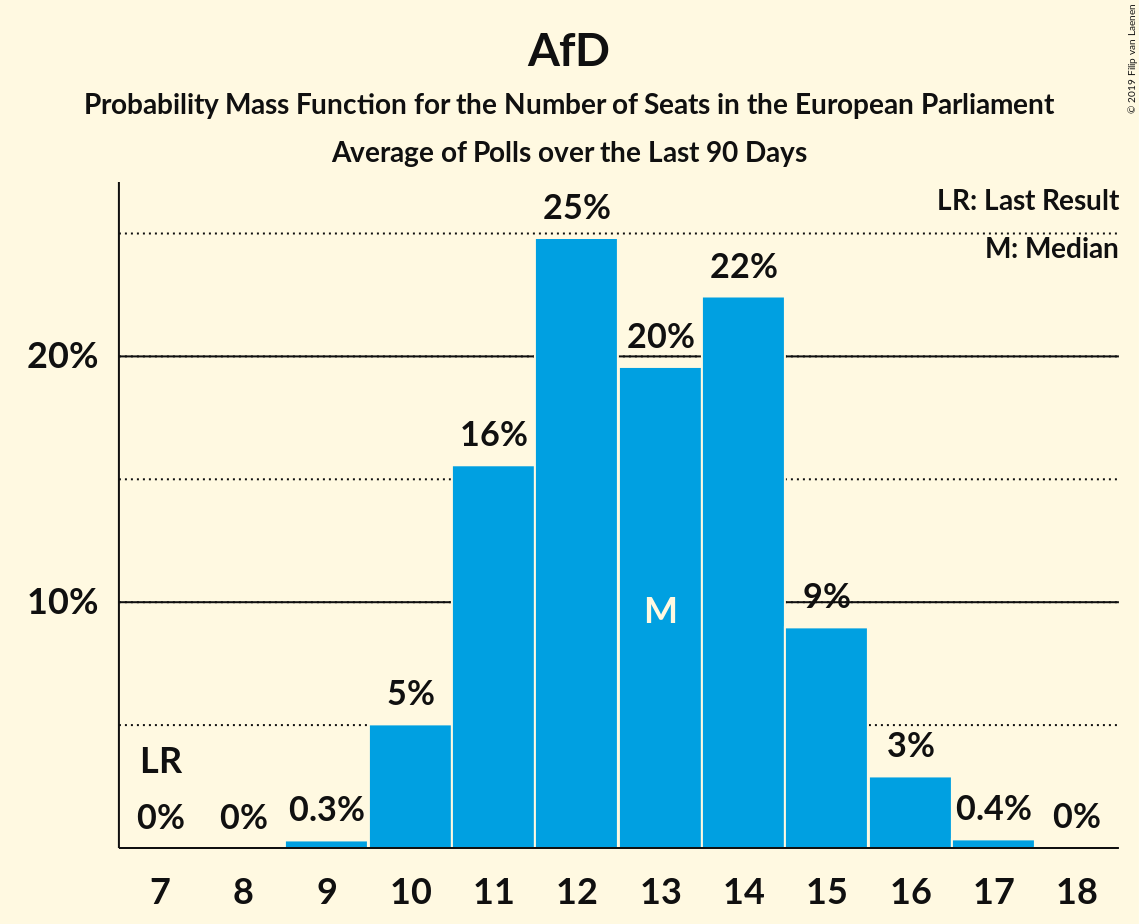 AfD
Probability Mass Function for the Number of Seats in the European Parliament
Average of Polls over the Last 90 Days
© 2019 Filip van Laenen
LR: Last Result
M: Median
25%
22%
20%
20%
16%
10%
9%
M
5%
3%
LR
0%
0%
0.3%
0.4%
0%
7 8 9 10 11 12 13 14 15 16 17 18